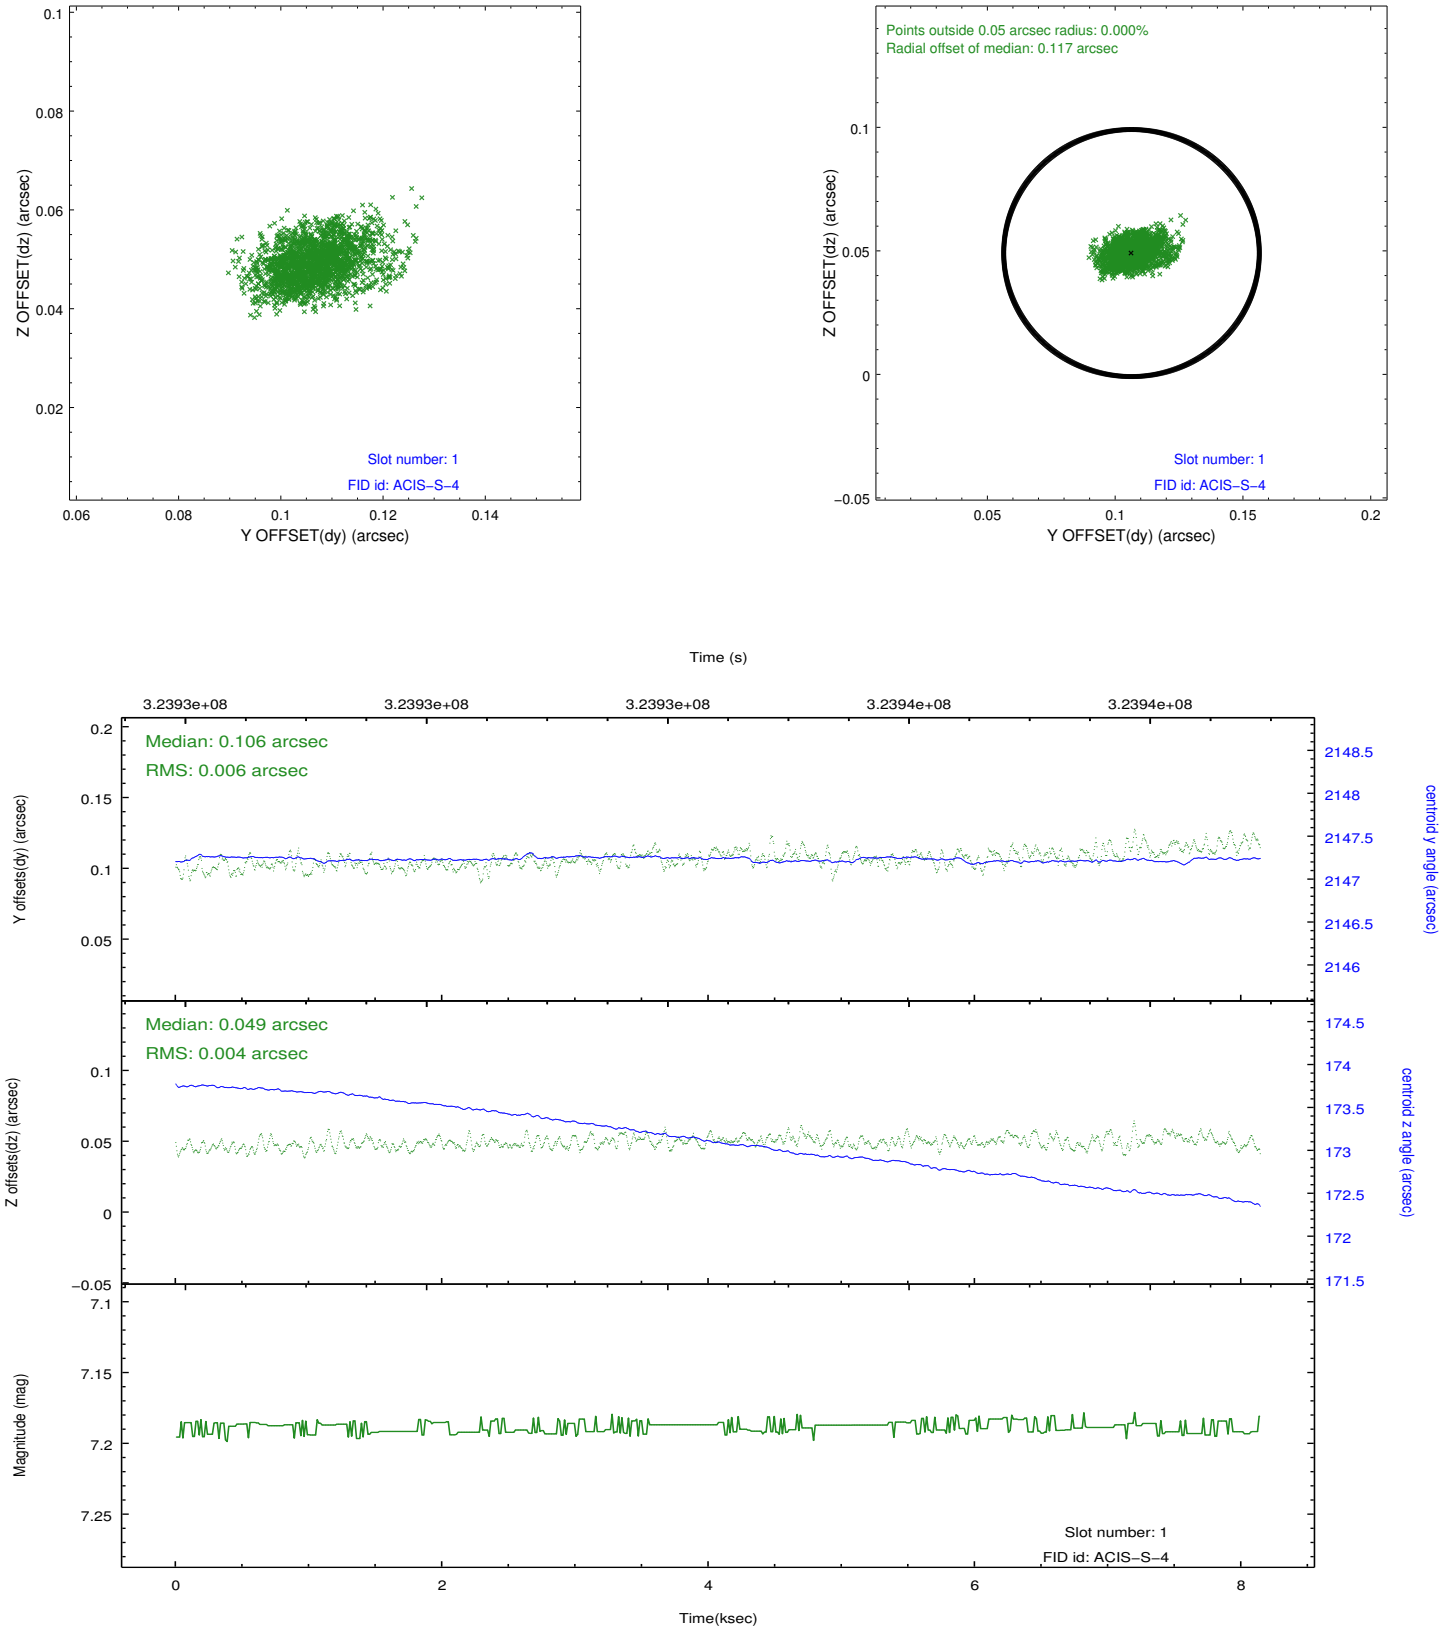 0.1
0.08
0.06
0.04
0.02
Z OFFSET(dz) (arcsec)
Slot number: 1
FID id: ACIS−S−4
0.06 0.08 0.1 0.12 0.14
Y OFFSET(dy) (arcsec)
Points outside 0.05 arcsec radius: 0.000%
Radial offset of median: 0.117 arcsec
0.1
0.05
0
−0.05
Z OFFSET(dz) (arcsec)
Slot number: 1
FID id: ACIS−S−4
0.05 0.1 0.15 0.2
Y OFFSET(dy) (arcsec)
Time (s)
3.2393e+08 3.2393e+08 3.2393e+08 3.2394e+08 3.2394e+08
Median: 0.106 arcsec
RMS: 0.006 arcsec
0.2
0.15
0.1
0.05
Y offsets(dy) (arcsec)
2148.5
2148
2147.5
2147
2146.5
2146
centroid y angle (arcsec)
Median: 0.049 arcsec
RMS: 0.004 arcsec
0.1
0.05
0
−0.05
Z offsets(dz) (arcsec)
174.5
174
173.5
173
172.5
172
171.5
centroid z angle (arcsec)
7.1
7.15
7.2
7.25
Magnitude (mag)
Slot number: 1
FID id: ACIS−S−4
0 2 4 6 8
Time(ksec)